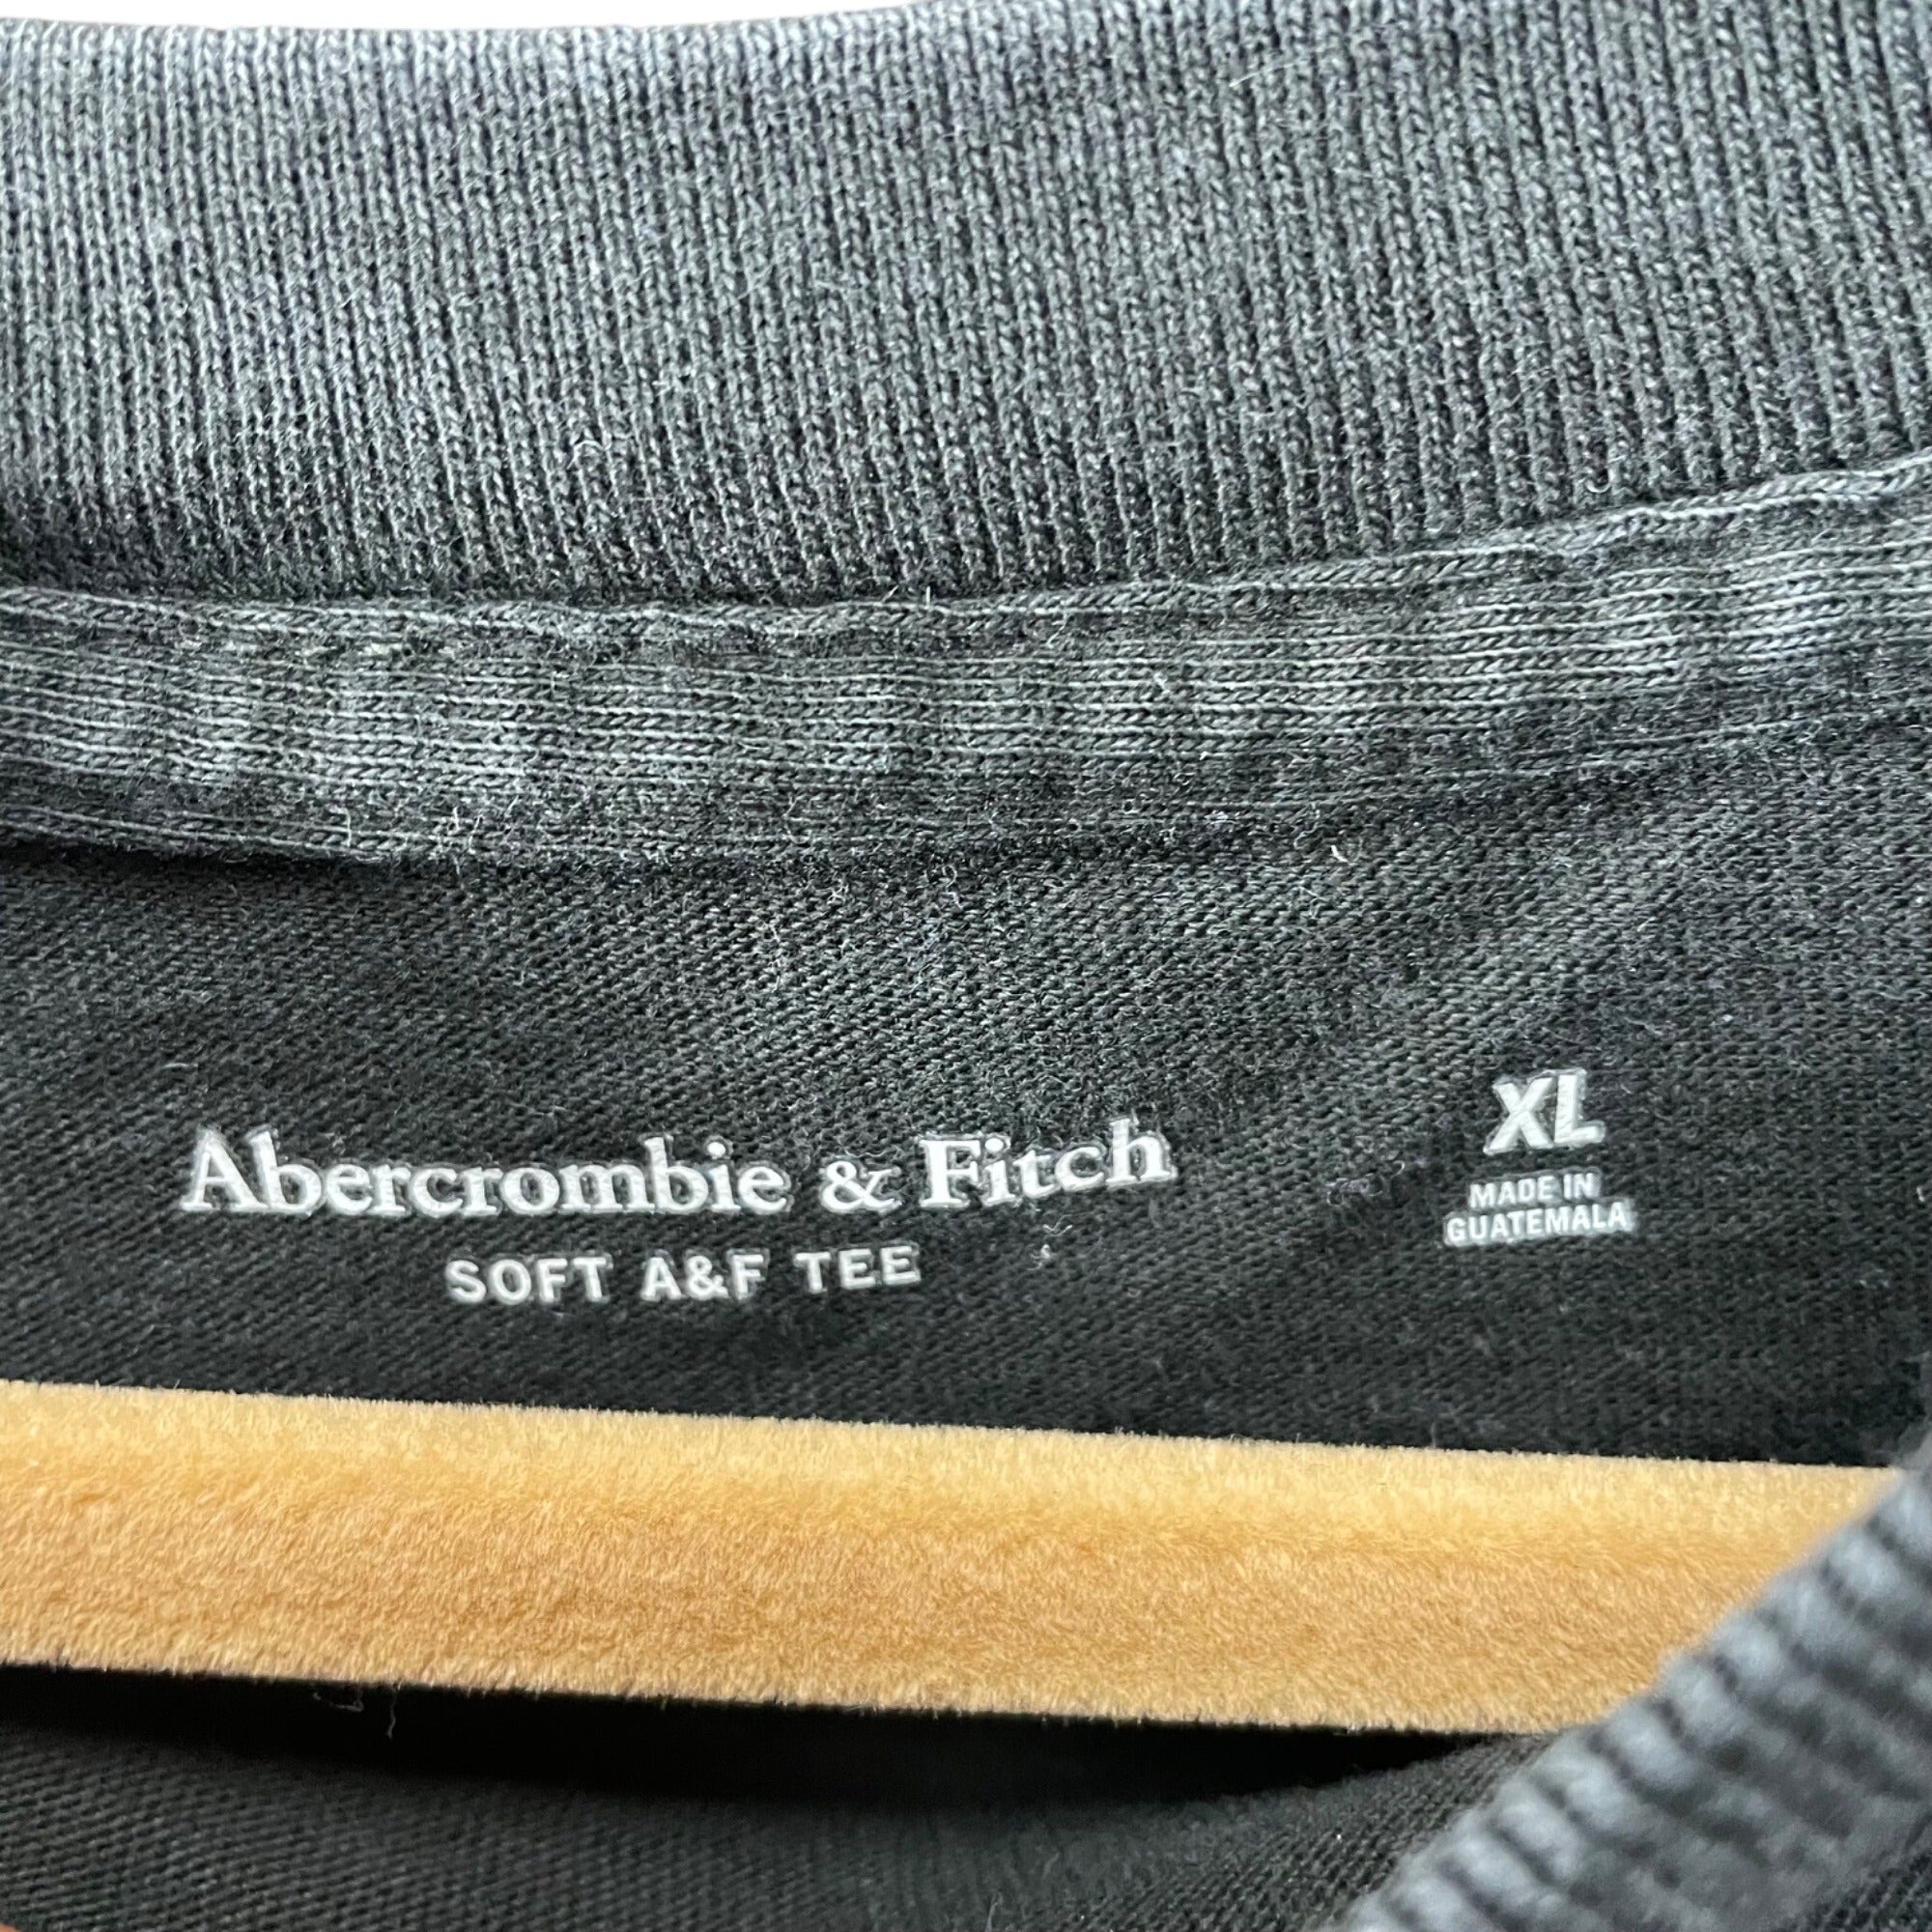 Abercrombie & Fitch
SOFT A&F TEE
XL
MADE IN
GUATEMALA